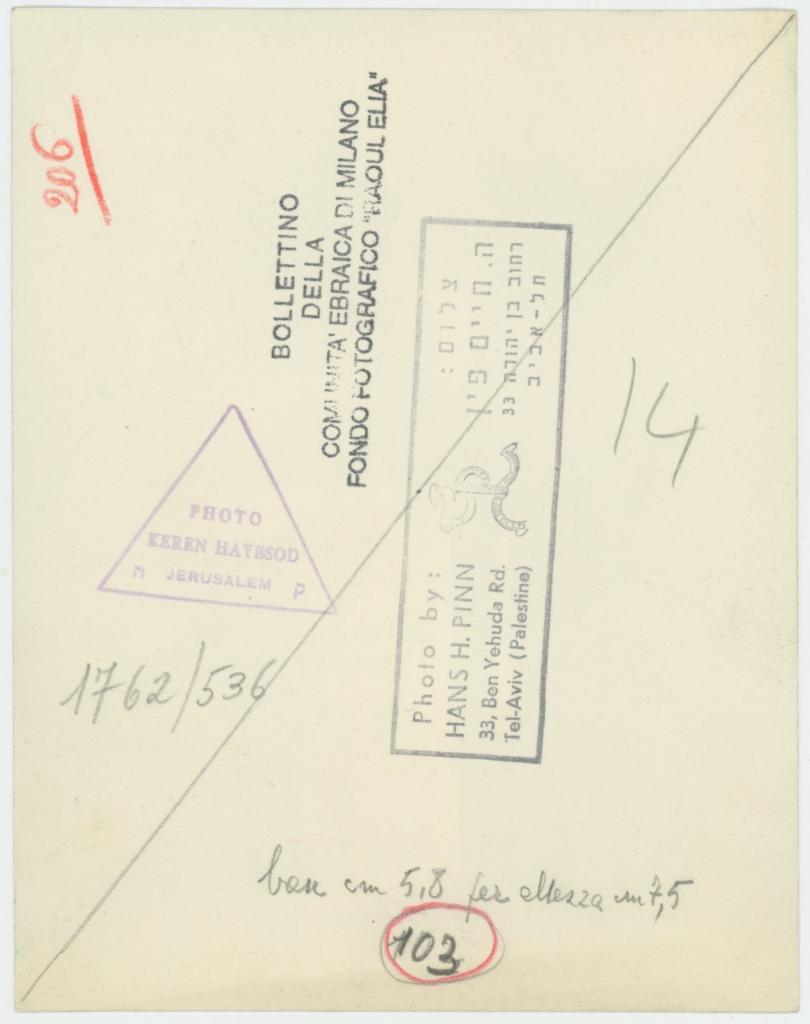 206
BOLLETTINO
DELLA
COMUNITA' EBRAICA DI MILANO
FONDO FOTOGRAFICO "RAOUL ELIA"
צלום:
ה. חיים פין
רחוב בן יהודה 33
תל-אביב
Photo by:
HANS H. PINN
33, Ben Yehuda Rd.
Tel-Aviv (Palestine)
14
PHOTO
KEREN HAYESOD
ה JERUSALEM ק
1762/536
base cm 5,8 per altezza cm 7,5
103